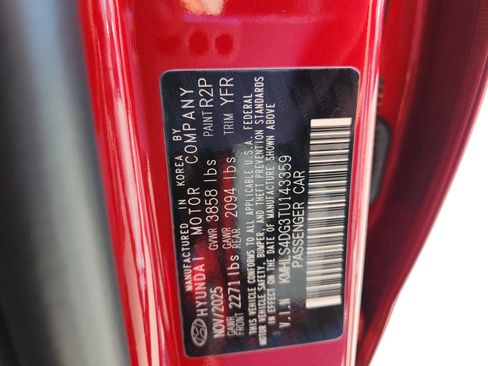 MANUFACTURED IN KOREA BY
HYUNDAI MOTOR COMPANY
NOV/2025 GVWR 3858 lbs PAINT R2P
GAWR FRONT 2271 lbs GAWR REAR 2094 lbs TRIM YFR
THIS VEHICLE CONFORMS TO ALL APPLICABLE U.S.A. FEDERAL
MOTOR VEHICLE SAFETY, BUMPER, AND THEFT PREVENTION STANDARDS
IN EFFECT ON THE DATE OF MANUFACTURE SHOWN ABOVE
V.I.N KMHLS4DG3TU143359
PASSENGER CAR